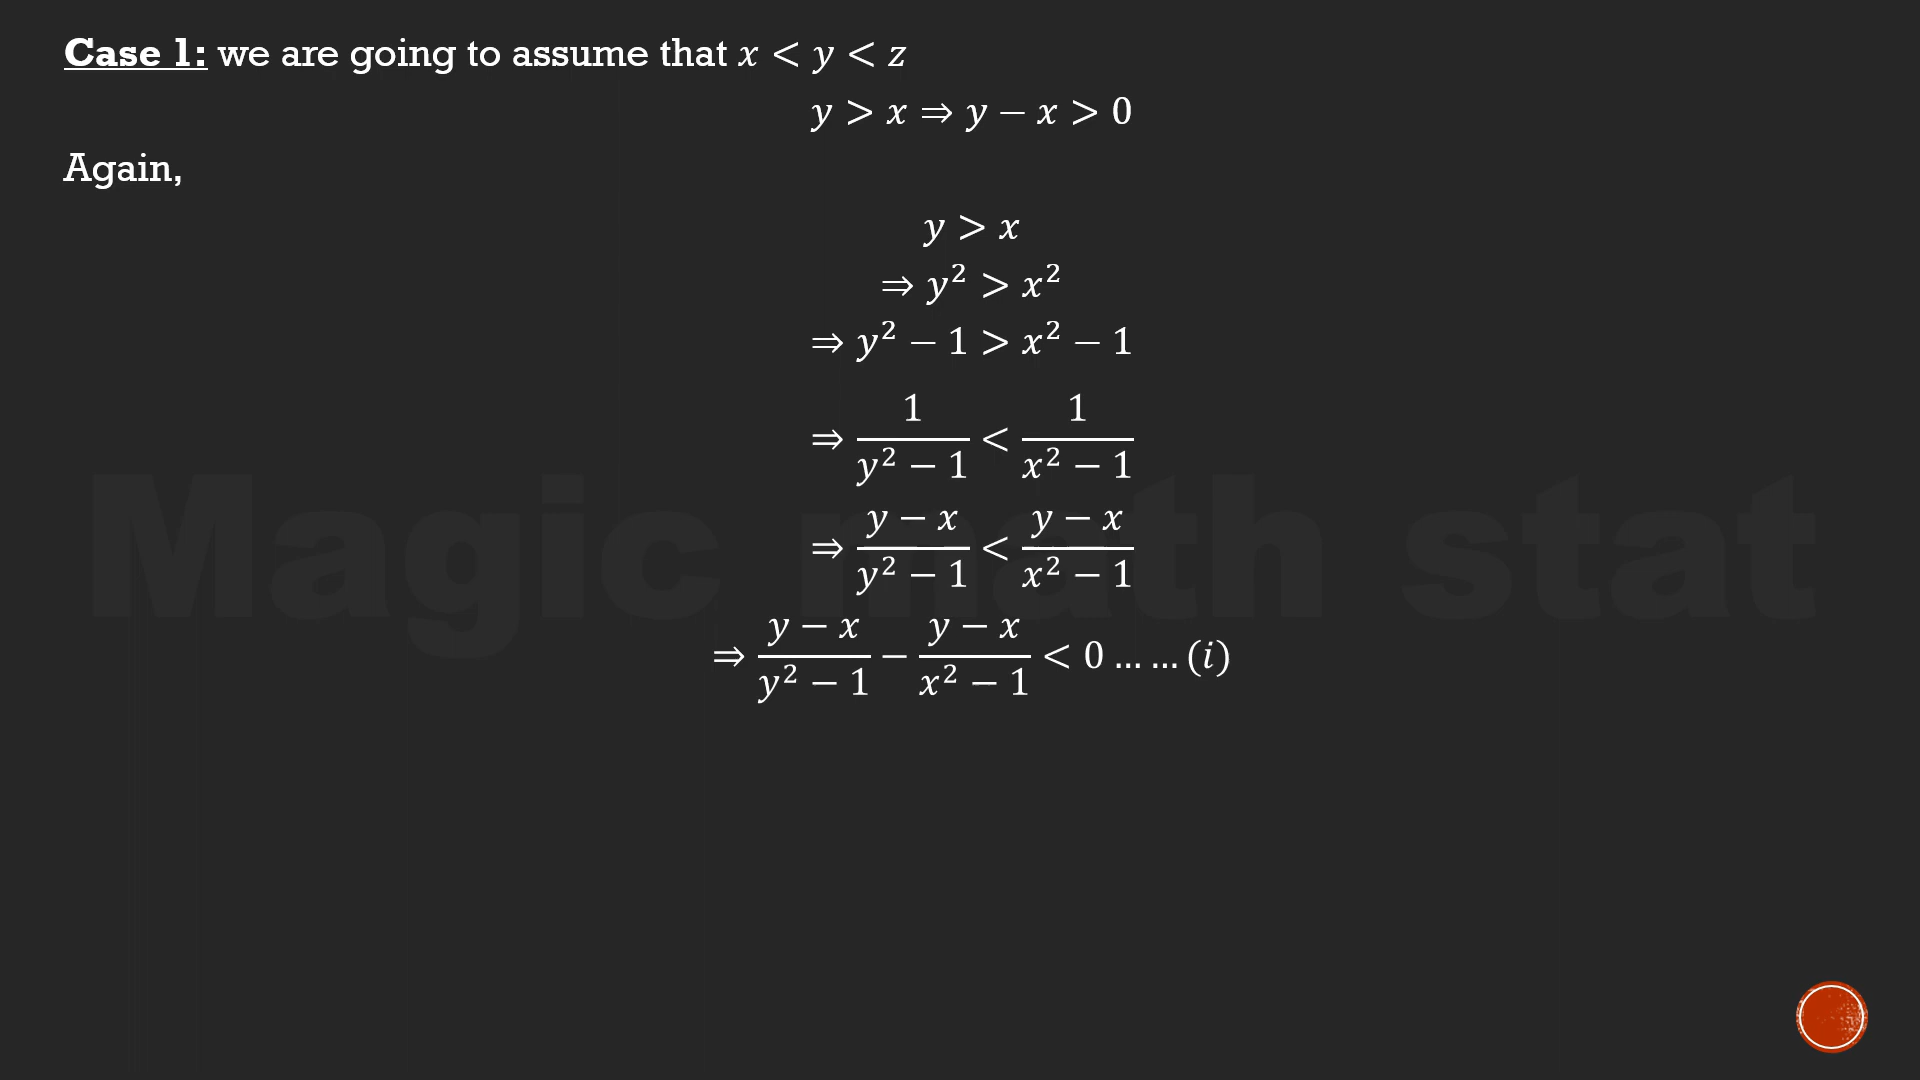 Case 1: we are going to assume that x < y < z
y > x ⇒ y − x > 0
Again,
y > x
⇒ y² > x²
⇒ y² − 1 > x² − 1
⇒ 1/(y² − 1) < 1/(x² − 1)
⇒ (y − x)/(y² − 1) < (y − x)/(x² − 1)
⇒ (y − x)/(y² − 1) − (y − x)/(x² − 1) < 0 … … (i)
Magic math stat